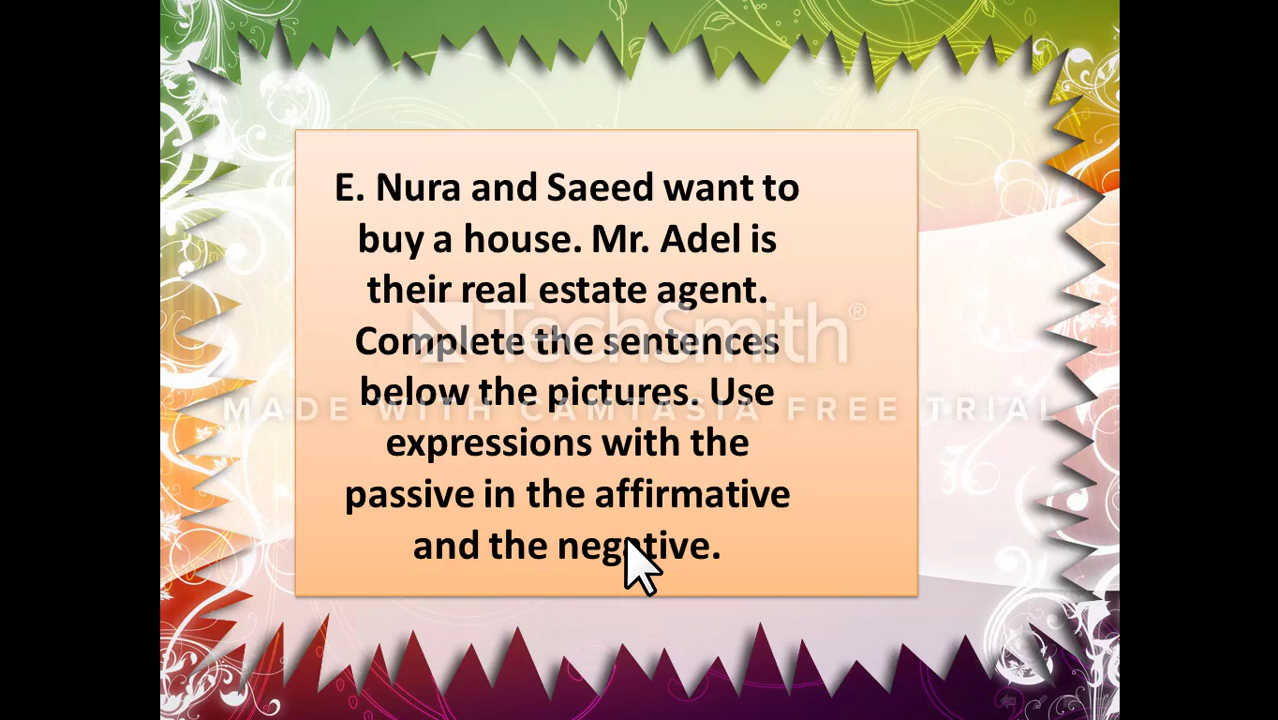 E. Nura and Saeed want to
buy a house. Mr. Adel is
their real estate agent.
TechSmith®
Complete the sentences
below the pictures. Use
MADE WITH CAMTASIA FREE TRIAL
expressions with the
passive in the affirmative
and the negative.